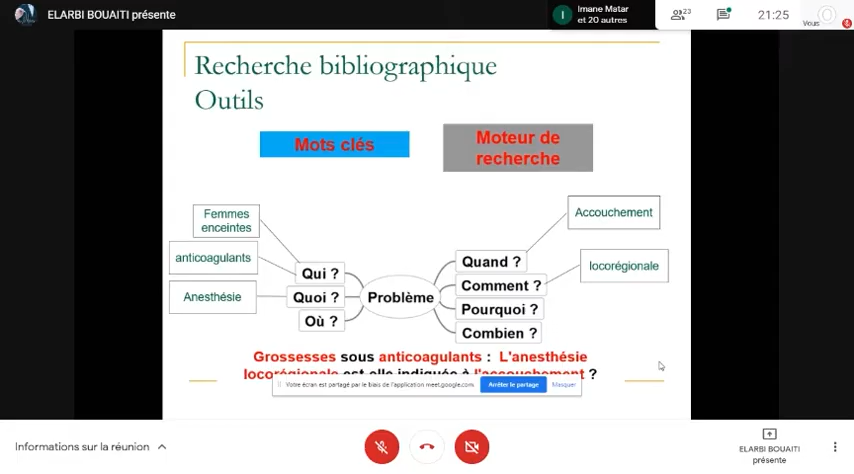 ELARBI BOUAITI présente
Imane Matar
et 20 autres
23
21:25
Vous
Recherche bibliographique
Outils
Mots clés
Moteur de
recherche
Femmes
enceintes
anticoagulants
Anesthésie
Qui ?
Quoi ?
Où ?
Problème
Quand ?
Comment ?
Pourquoi ?
Combien ?
Accouchement
locorégionale
Grossesses sous anticoagulants : L'anesthésie
locorégionale est-elle indiquée à l'accouchement ?
Votre écran est partagé par le biais de l'application meet.google.com.
Arrêter le partage
Masquer
Informations sur la réunion
ELARBI BOUAITI
présente